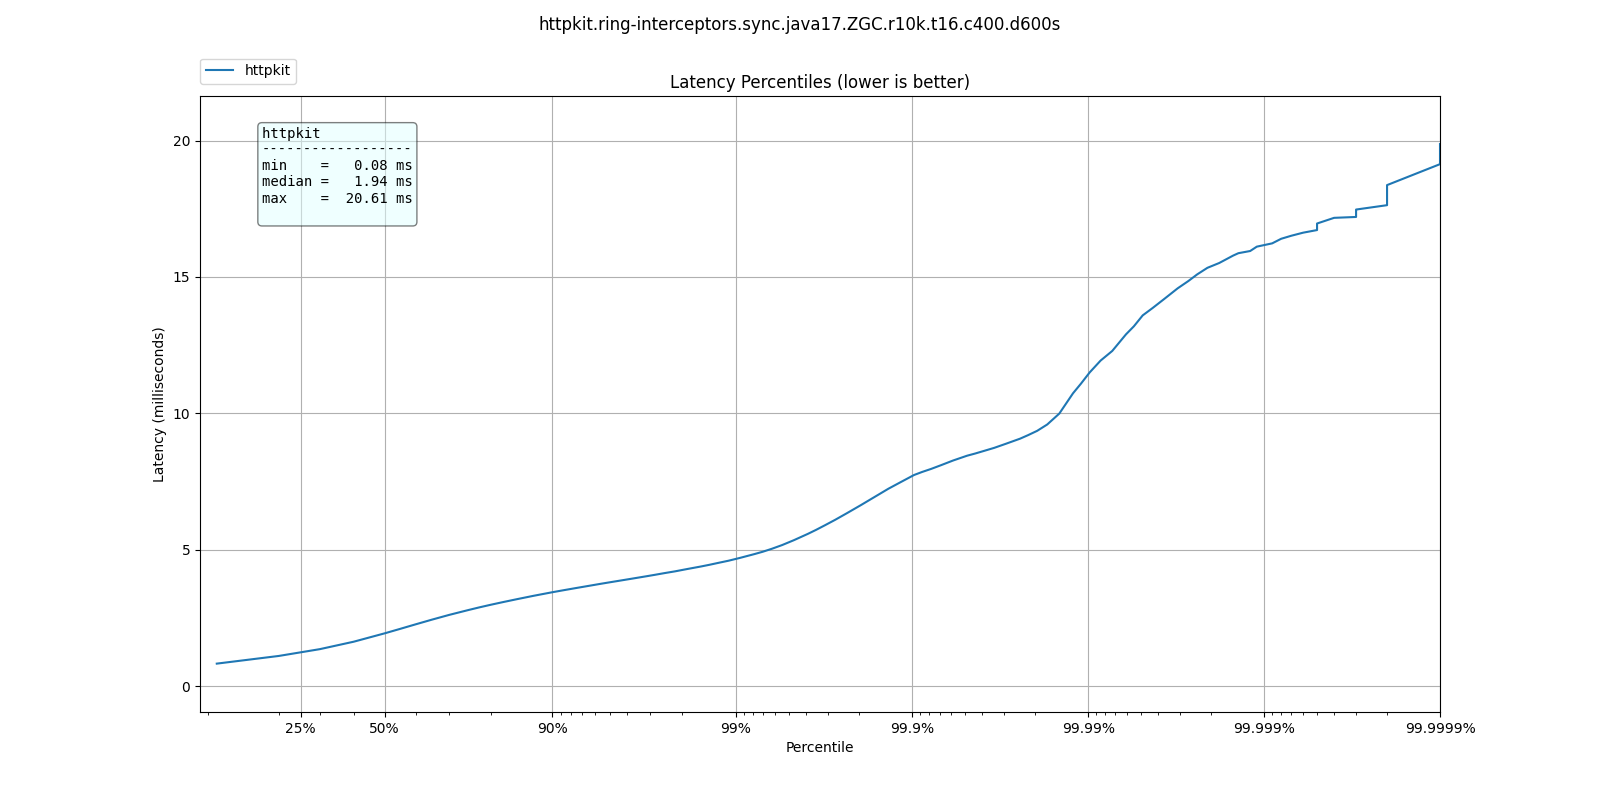 httpkit.ring-interceptors.sync.java17.ZGC.r10k.t16.c400.d600s
httpkit
Latency Percentiles (lower is better)
httpkit
------------------
min    =   0.08 ms
median =   1.94 ms
max    =  20.61 ms
20
15
10
5
0
Latency (milliseconds)
25% 50% 90% 99% 99.9% 99.99% 99.999% 99.9999%
Percentile